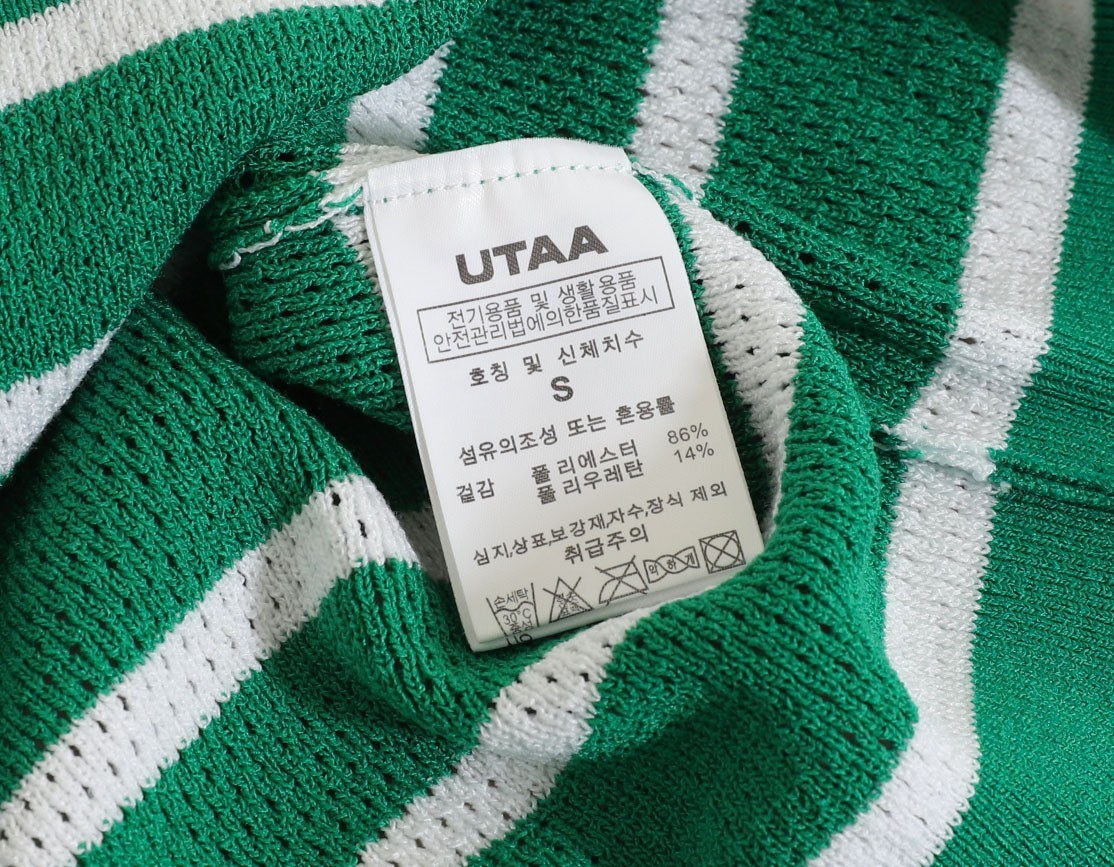 UTAA
전기용품 및 생활용품
안전관리법에의한품질표시
호칭 및 신체치수
S
섬유의조성 또는 혼용률
겉감 폴리에스터 86%
폴리우레탄 14%
심지,상표,보강재,자수,장식 제외
취급주의
손세탁
30°C
중성
약하게